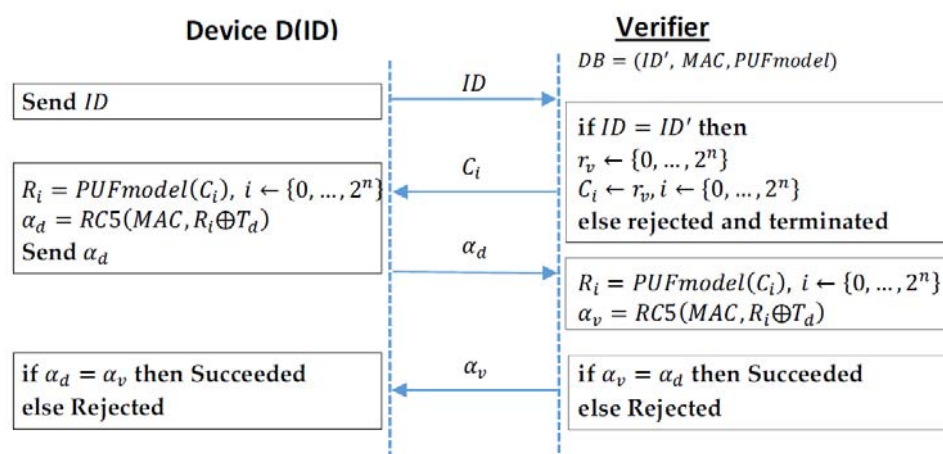 Device D(ID)
Verifier
DB = (ID′, MAC, PUFmodel)
Send ID
ID
if ID = ID′ then
r_v ← {0, … , 2^n}
C_i ← r_v, i ← {0, … , 2^n}
else rejected and terminated
C_i
R_i = PUFmodel(C_i), i ← {0, … , 2^n}
α_d = RC5(MAC, R_i⊕T_d)
Send α_d
α_d
R_i = PUFmodel(C_i), i ← {0, … , 2^n}
α_v = RC5(MAC, R_i⊕T_d)
if α_d = α_v then Succeeded
else Rejected
α_v
if α_v = α_d then Succeeded
else Rejected